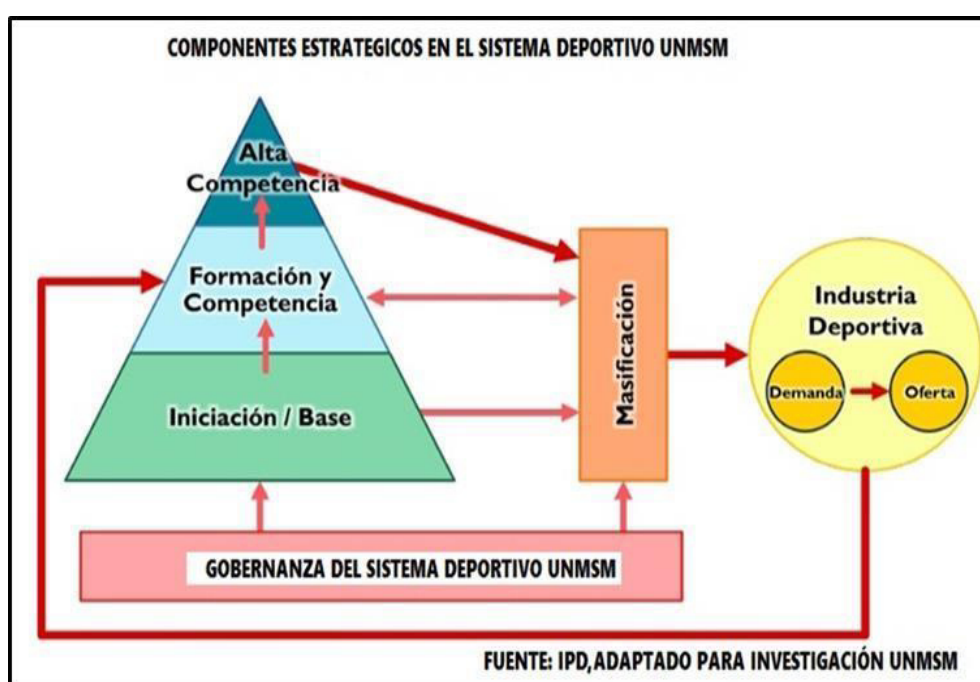 COMPONENTES ESTRATEGICOS EN EL SISTEMA DEPORTIVO UNMSM
Alta
Competencia
Formación y
Competencia
Iniciación / Base
Masificación
Industria
Deportiva
Demanda
Oferta
GOBERNANZA DEL SISTEMA DEPORTIVO UNMSM
FUENTE: IPD,ADAPTADO PARA INVESTIGACIÓN UNMSM